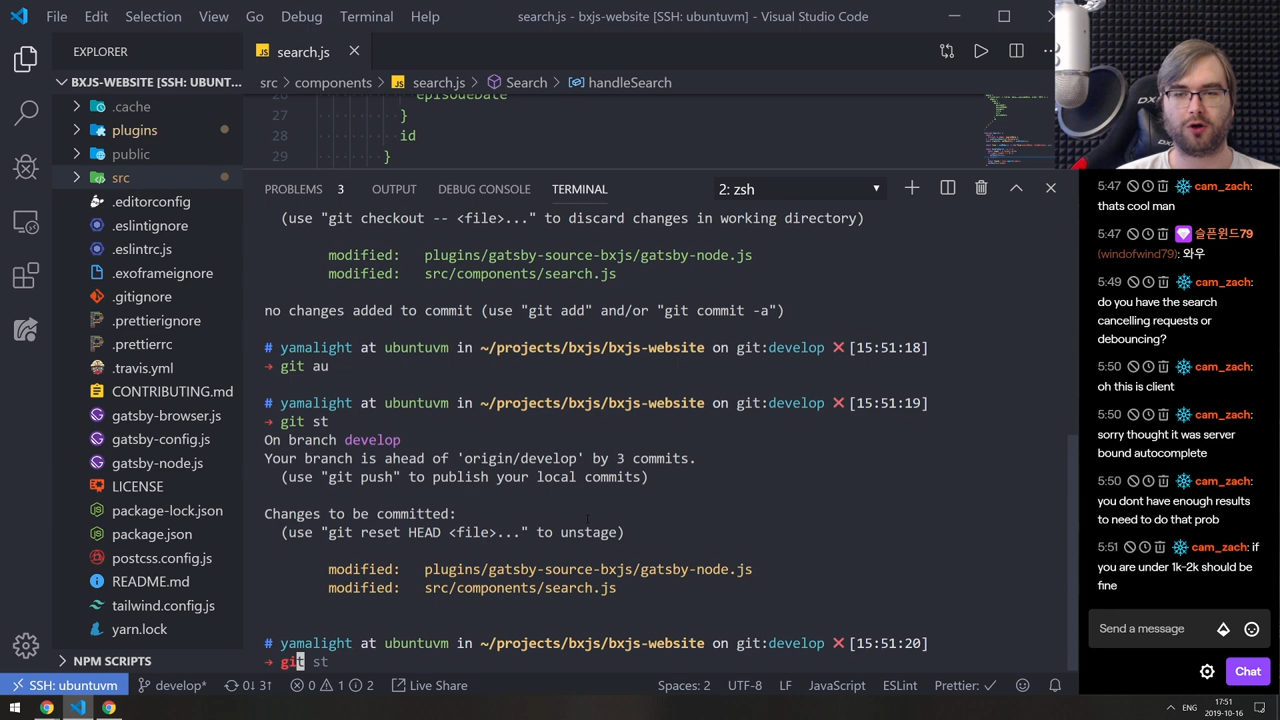 File Edit Selection View Go Debug Terminal Help
search.js - bxjs-website [SSH: ubuntuvm] - Visual Studio Code
EXPLORER
BXJS-WEBSITE [SSH: UBUNT...
.cache
plugins
public
src
.editorconfig
.eslintignore
.eslintrc.js
.exoframeignore
.gitignore
.prettierignore
.prettierrc
.travis.yml
CONTRIBUTING.md
gatsby-browser.js
gatsby-config.js
gatsby-node.js
LICENSE
package-lock.json
package.json
postcss.config.js
README.md
tailwind.config.js
yarn.lock
NPM SCRIPTS
JS search.js
src > components > JS search.js > Search > handleSearch
episodeDate
27 }
28 id
29 }
PROBLEMS 3 OUTPUT DEBUG CONSOLE TERMINAL 2: zsh
(use "git checkout -- <file>..." to discard changes in working directory)
modified: plugins/gatsby-source-bxjs/gatsby-node.js
modified: src/components/search.js
no changes added to commit (use "git add" and/or "git commit -a")
# yamalight at ubuntuvm in ~/projects/bxjs/bxjs-website on git:develop ❌ [15:51:18]
→ git au
# yamalight at ubuntuvm in ~/projects/bxjs/bxjs-website on git:develop ❌ [15:51:19]
→ git st
On branch develop
Your branch is ahead of 'origin/develop' by 3 commits.
(use "git push" to publish your local commits)
Changes to be committed:
(use "git reset HEAD <file>..." to unstage)
modified: plugins/gatsby-source-bxjs/gatsby-node.js
modified: src/components/search.js
# yamalight at ubuntuvm in ~/projects/bxjs/bxjs-website on git:develop ❌ [15:51:20]
→ git st
DX
5:47 cam_zach:
thats cool man
5:47 슬픈윈드79
(windofwind79): 와우
5:49 cam_zach:
do you have the search
cancelling requests or
debouncing?
5:50 cam_zach:
oh this is client
5:50 cam_zach:
sorry thought it was server
bound autocomplete
5:50 cam_zach:
you dont have enough results
to need to do that prob
5:51 cam_zach: if
you are under 1k-2k should be
fine
Send a message
Chat
SSH: ubuntuvm develop* 0↓ 3↑ 0 1 2 Live Share
Spaces: 2 UTF-8 LF JavaScript ESLint Prettier: ✓
ENG
17:51
2019-10-16